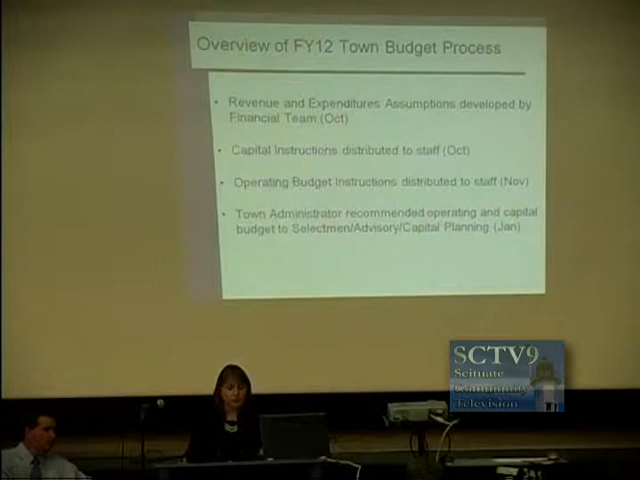 Overview of FY12 Town Budget Process
• Revenue and Expenditures Assumptions developed by
Financial Team (Oct)
• Capital Instructions distributed to staff (Oct)
• Operating Budget Instructions distributed to staff (Nov)
• Town Administrator recommended operating and capital
budget to Selectmen/Advisory/Capital Planning (Jan)
SCTV9
Scituate
Community
Television